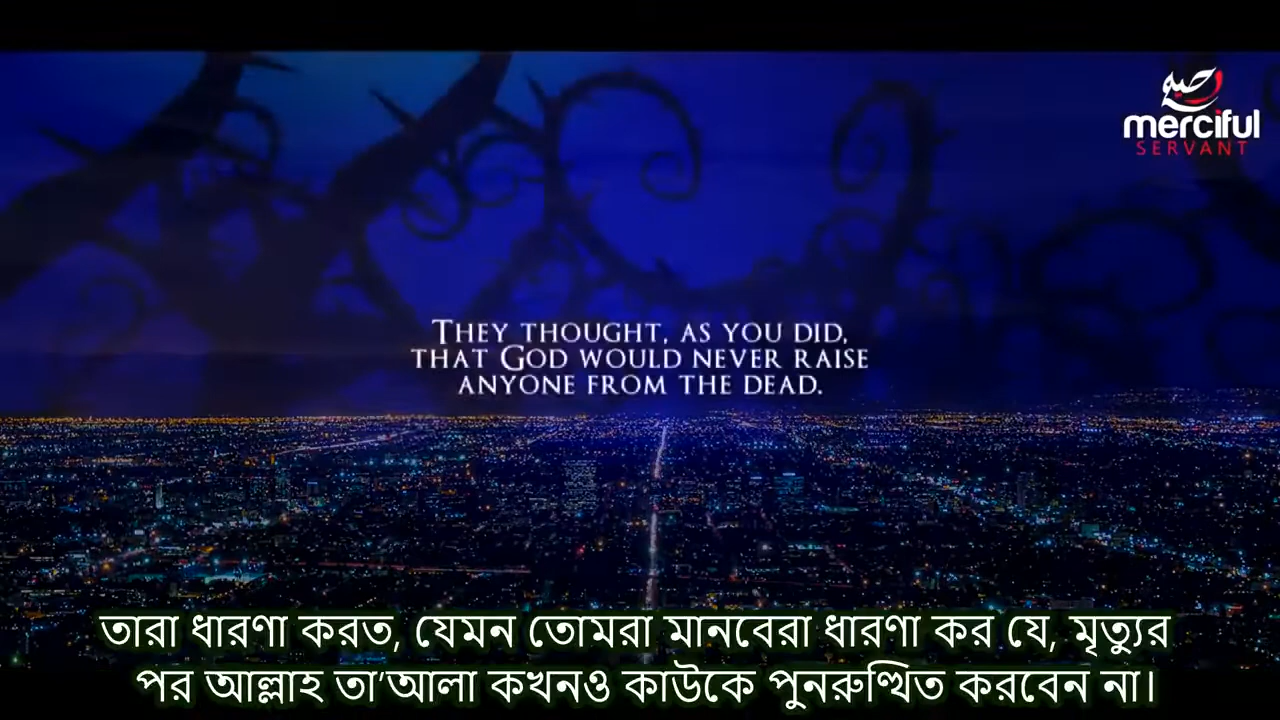 merciful
SERVANT
THEY THOUGHT, AS YOU DID,
THAT GOD WOULD NEVER RAISE
ANYONE FROM THE DEAD.
তারা ধারণা করত, যেমন তোমরা মানবেরা ধারণা কর যে, মৃত্যুর
পর আল্লাহ তা’আলা কখনও কাউকে পুনরুত্থিত করবেন না।